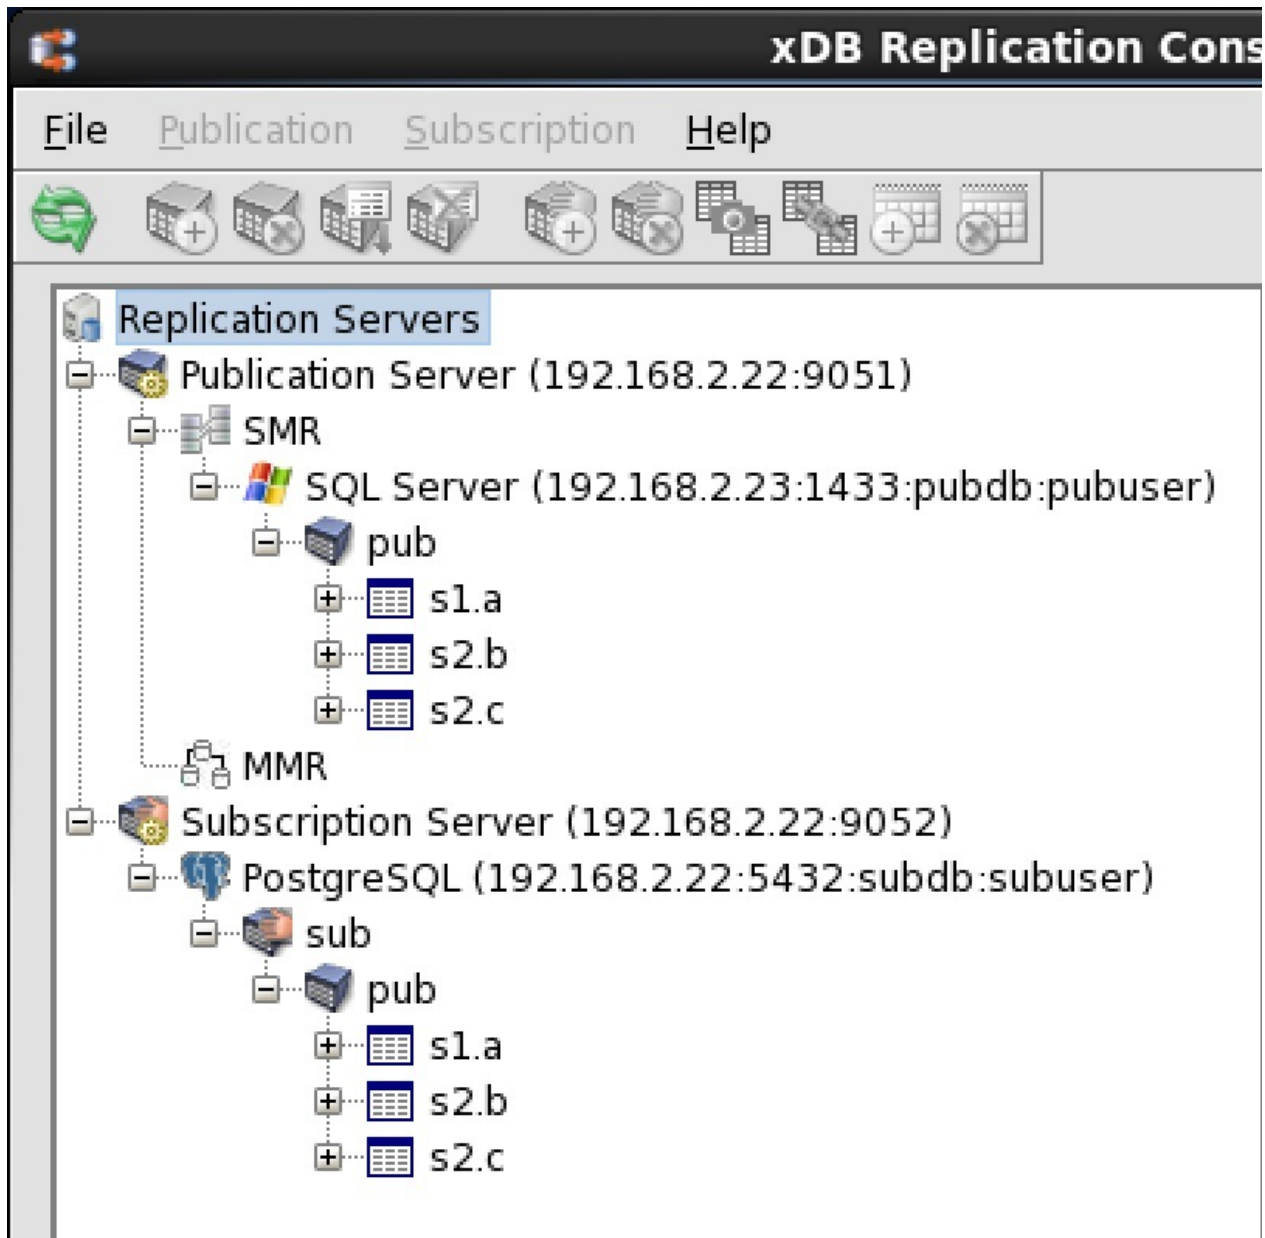 xDB Replication Cons
File Publication Subscription Help
Replication Servers
Publication Server (192.168.2.22:9051)
SMR
SQL Server (192.168.2.23:1433:pubdb:pubuser)
pub
s1.a
s2.b
s2.c
MMR
Subscription Server (192.168.2.22:9052)
PostgreSQL (192.168.2.22:5432:subdb:subuser)
sub
pub
s1.a
s2.b
s2.c